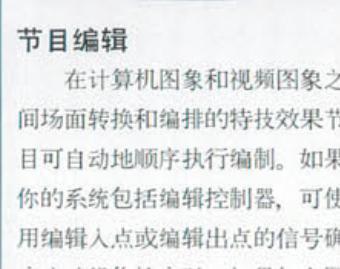 节目编辑
在计算机图象和视频图象之
间场面转换和编排的特技效果节
目可自动地顺序执行编制。如果
你的系统包括编辑控制器，可使
用编辑入点或编辑出点的信号确